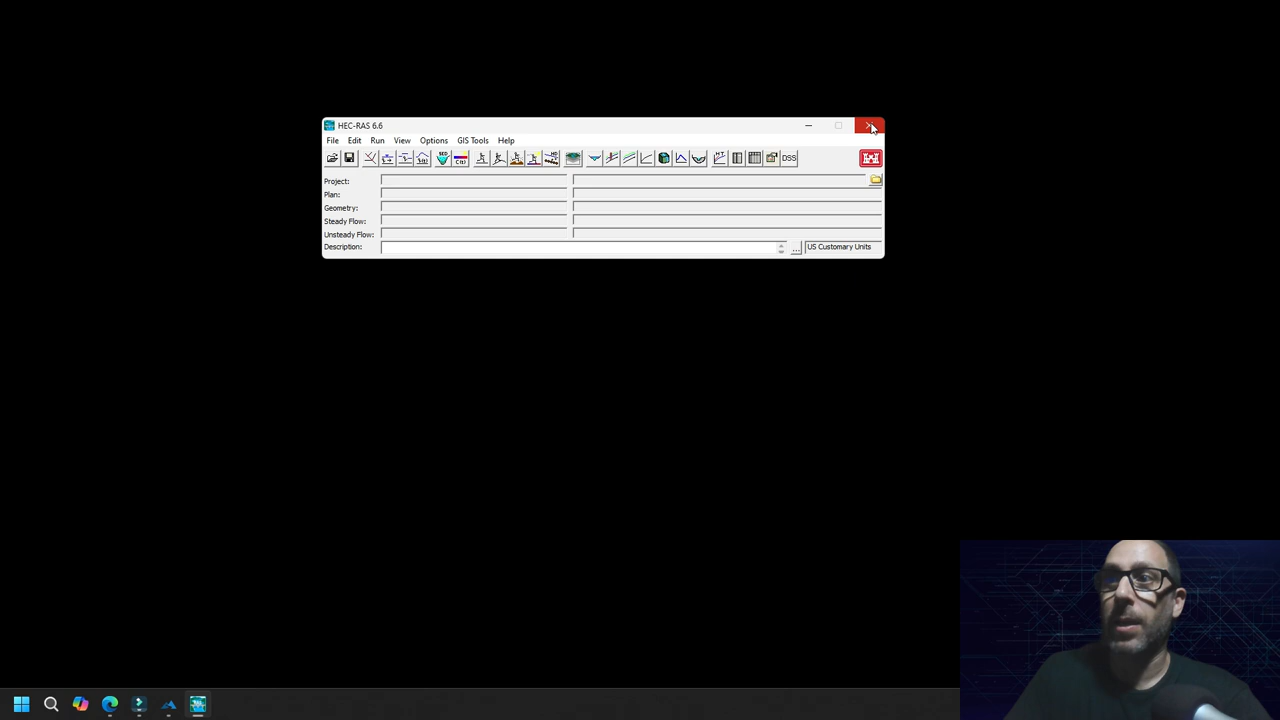 HEC-RAS 6.6
File Edit Run View Options GIS Tools Help
DSS
Project:
Plan:
Geometry:
Steady Flow:
Unsteady Flow:
Description: ... US Customary Units